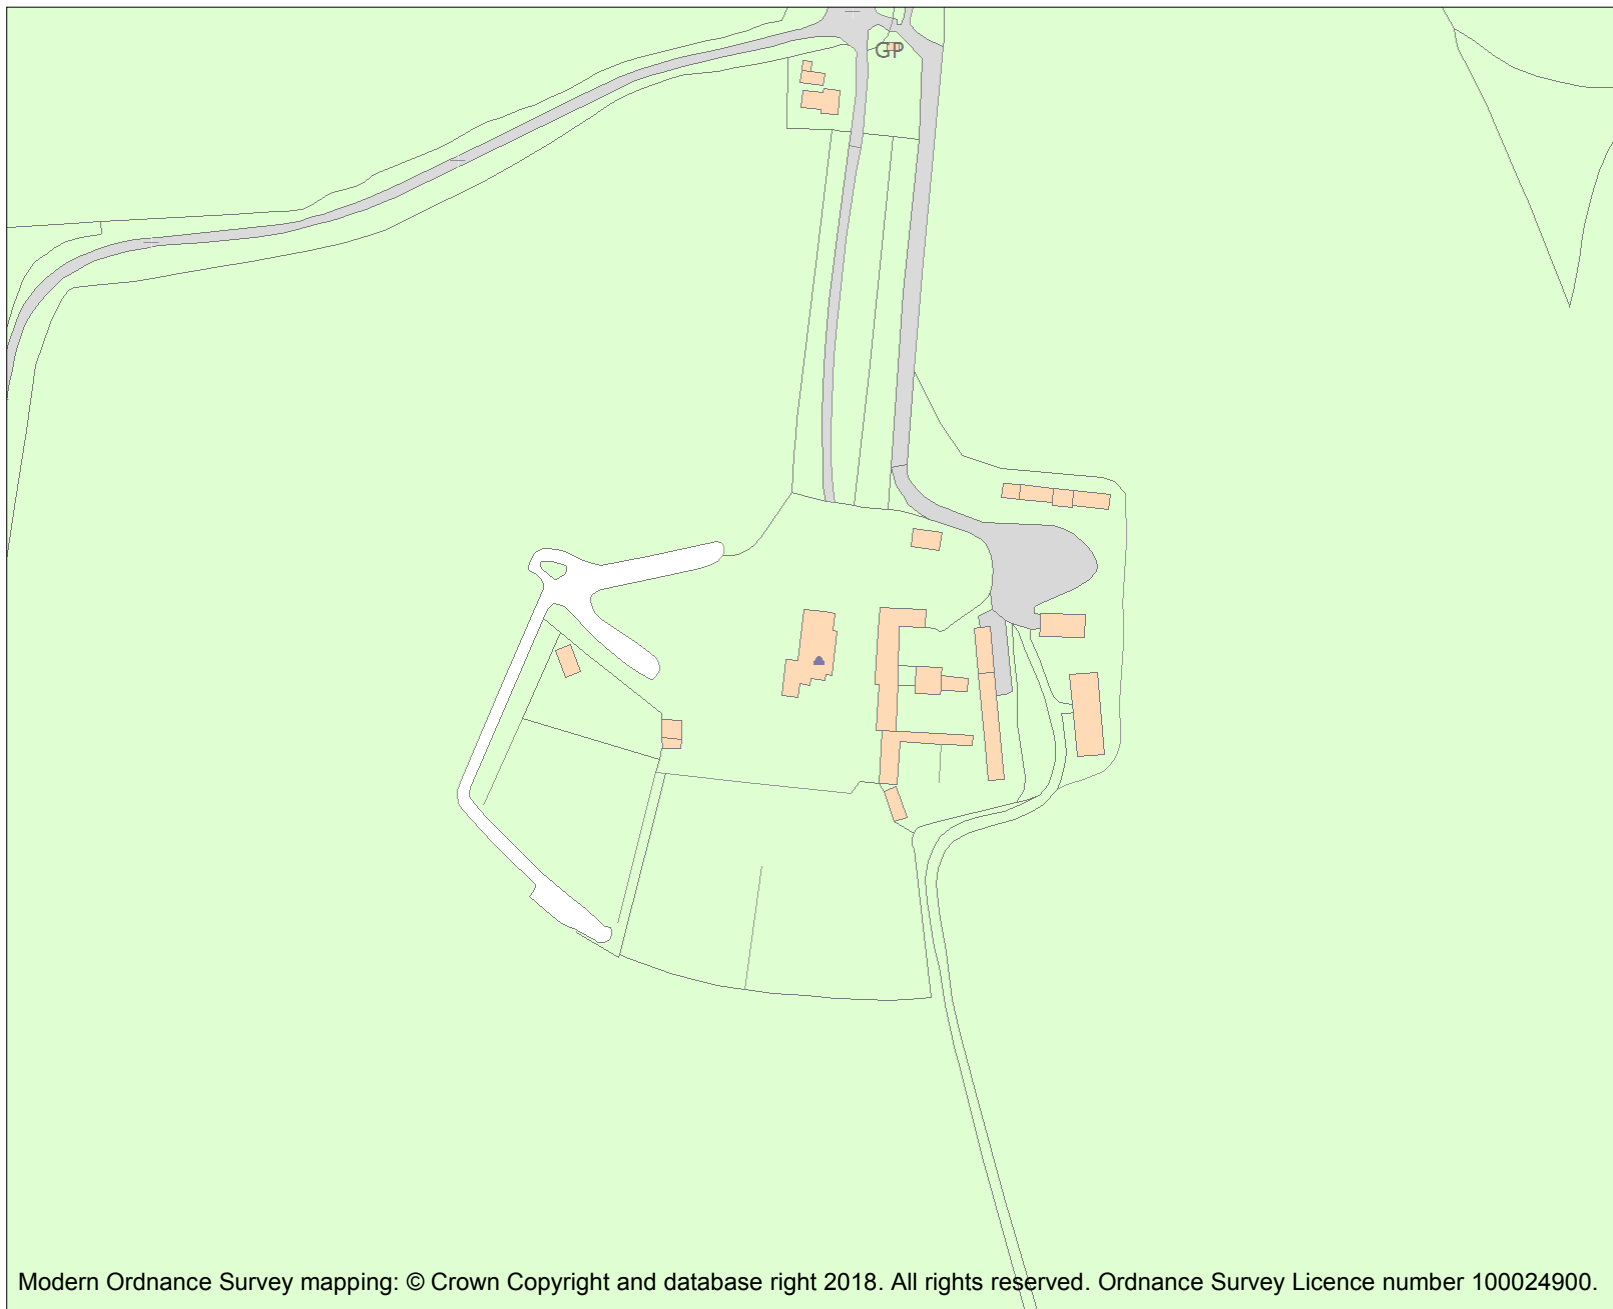 GP
Modern Ordnance Survey mapping: © Crown Copyright and database right 2018. All rights reserved. Ordnance Survey Licence number 100024900.